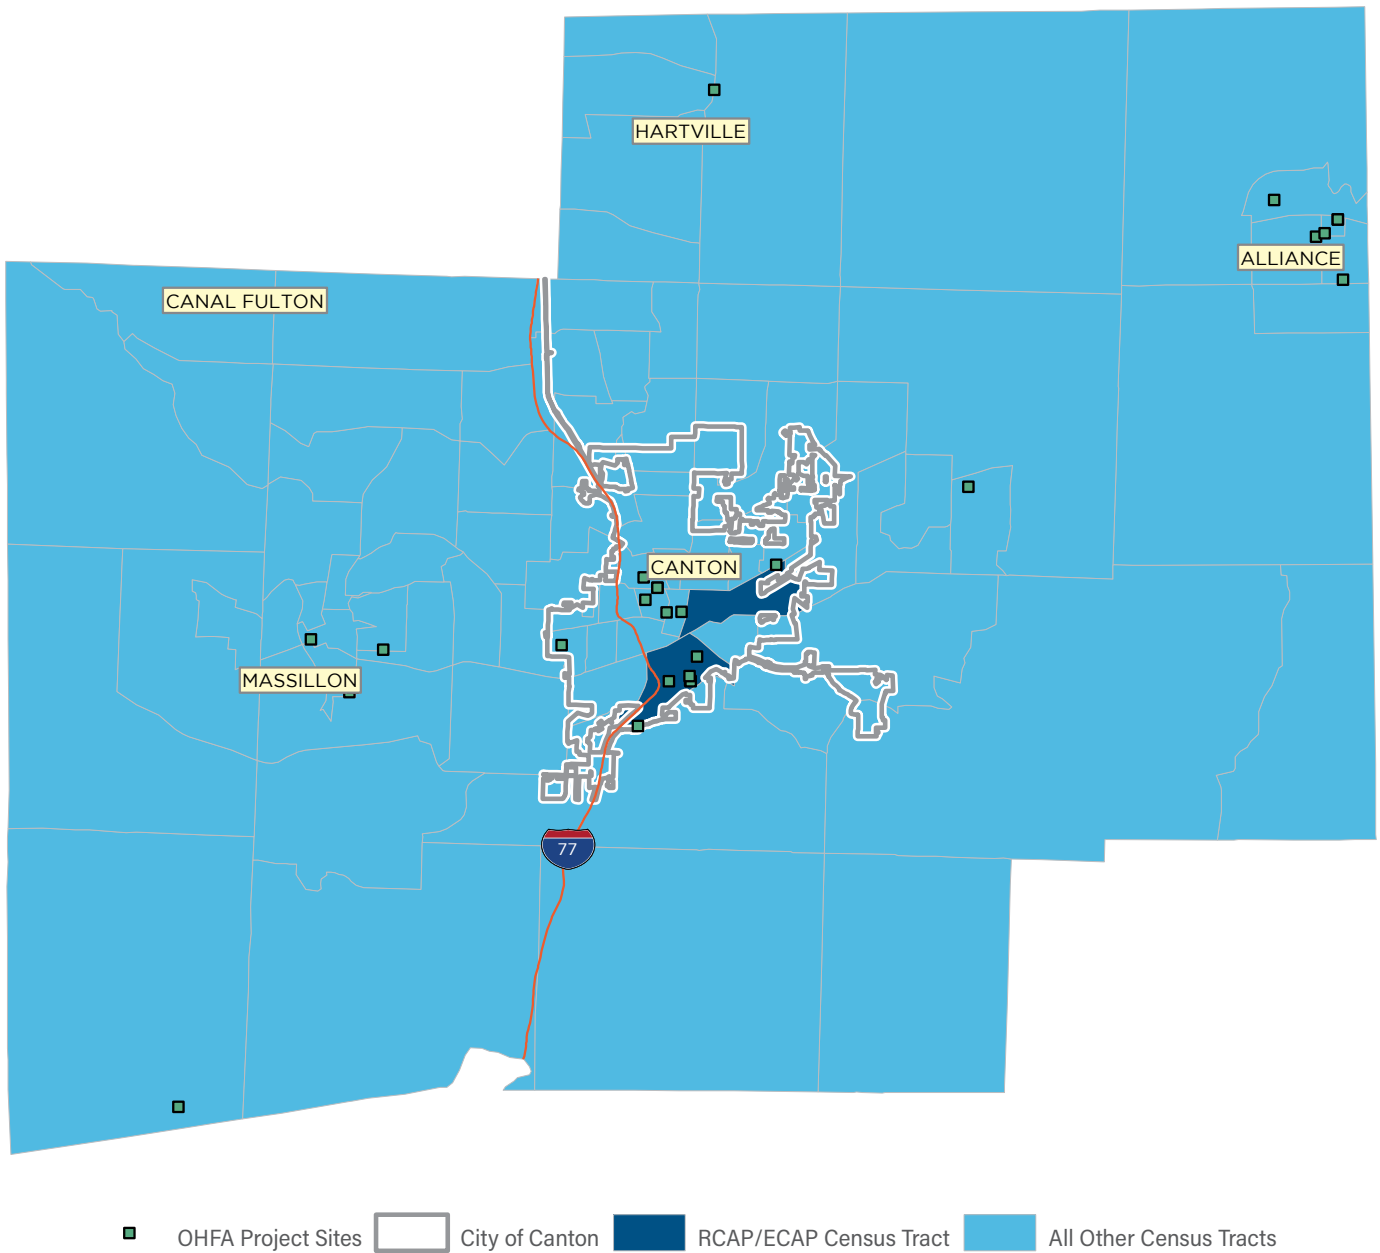 HARTVILLE
ALLIANCE
CANAL FULTON
CANTON
MASSILLON
77
OHFA Project Sites
City of Canton
RCAP/ECAP Census Tract
All Other Census Tracts